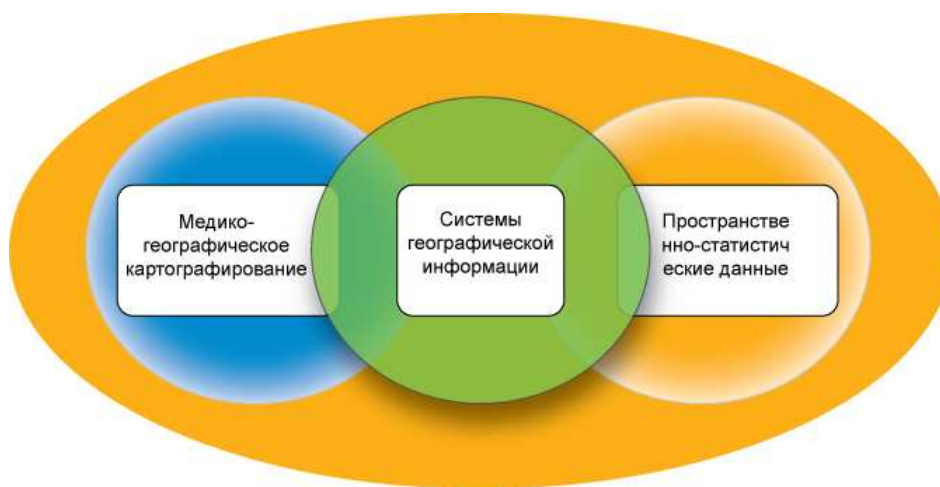 Медико-
географическое
картографирование
Системы
географической
информации
Пространстве
нно-статистич
еские данные